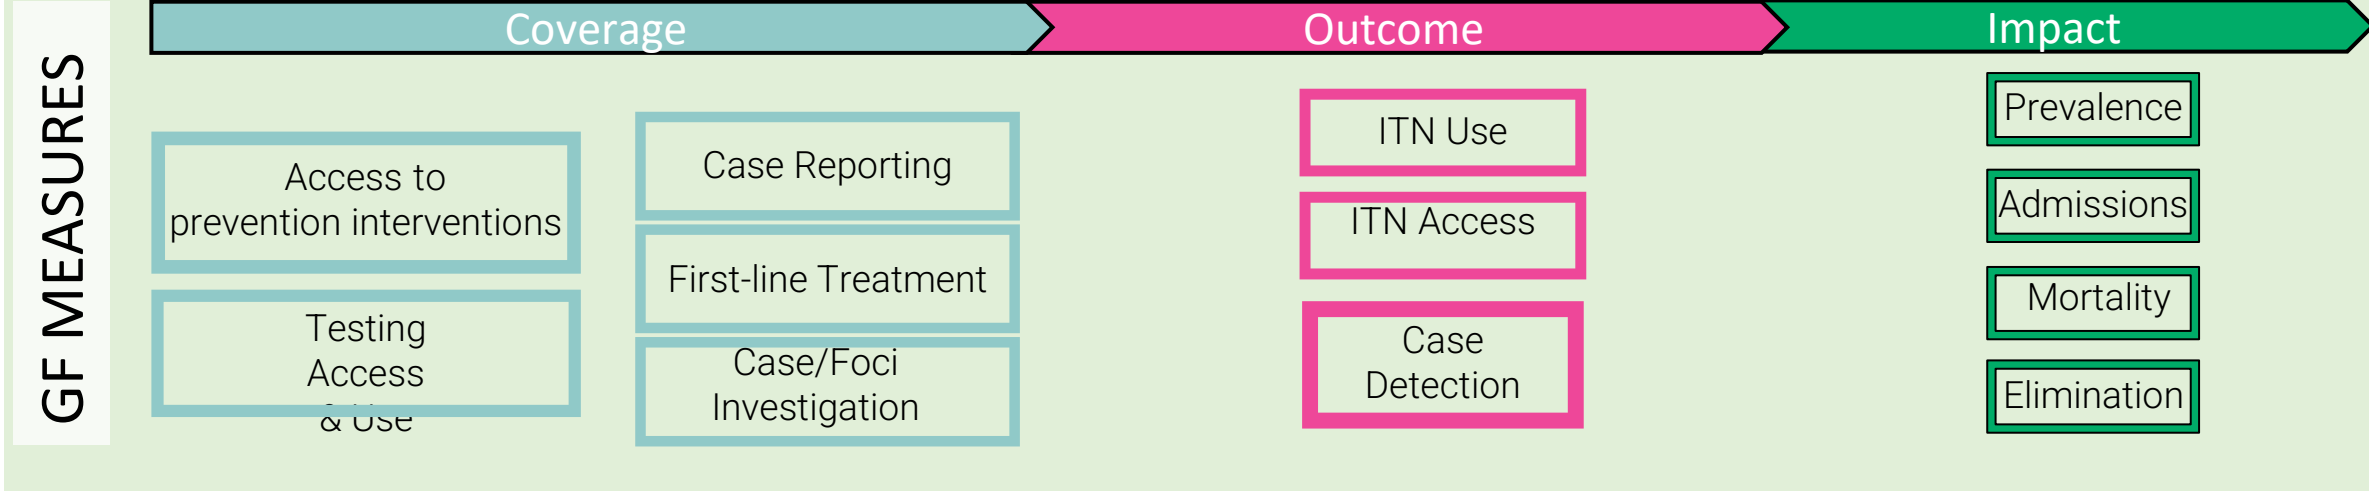 GF MEASURES
Coverage
Outcome
Impact
Access to
prevention interventions
Testing
Access
& Use
Case Reporting
First-line Treatment
Case/Foci
Investigation
ITN Use
ITN Access
Case
Detection
Prevalence
Admissions
Mortality
Elimination